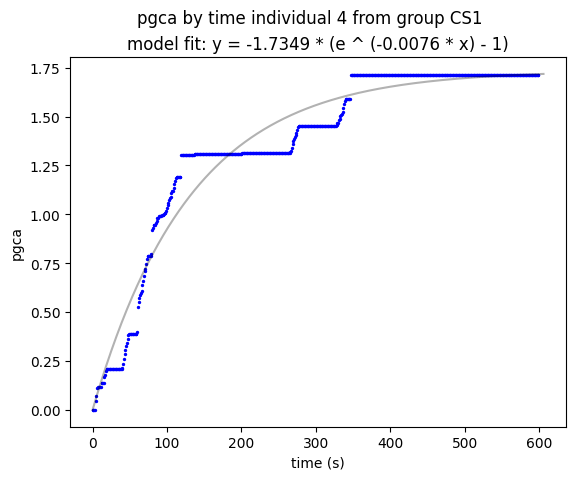 pgca by time individual 4 from group CS1
model fit: y = -1.7349 * (e ^ (-0.0076 * x) - 1)
1.75
1.50
1.25
1.00
0.75
0.50
0.25
0.00
pgca
0 100 200 300 400 500 600
time (s)